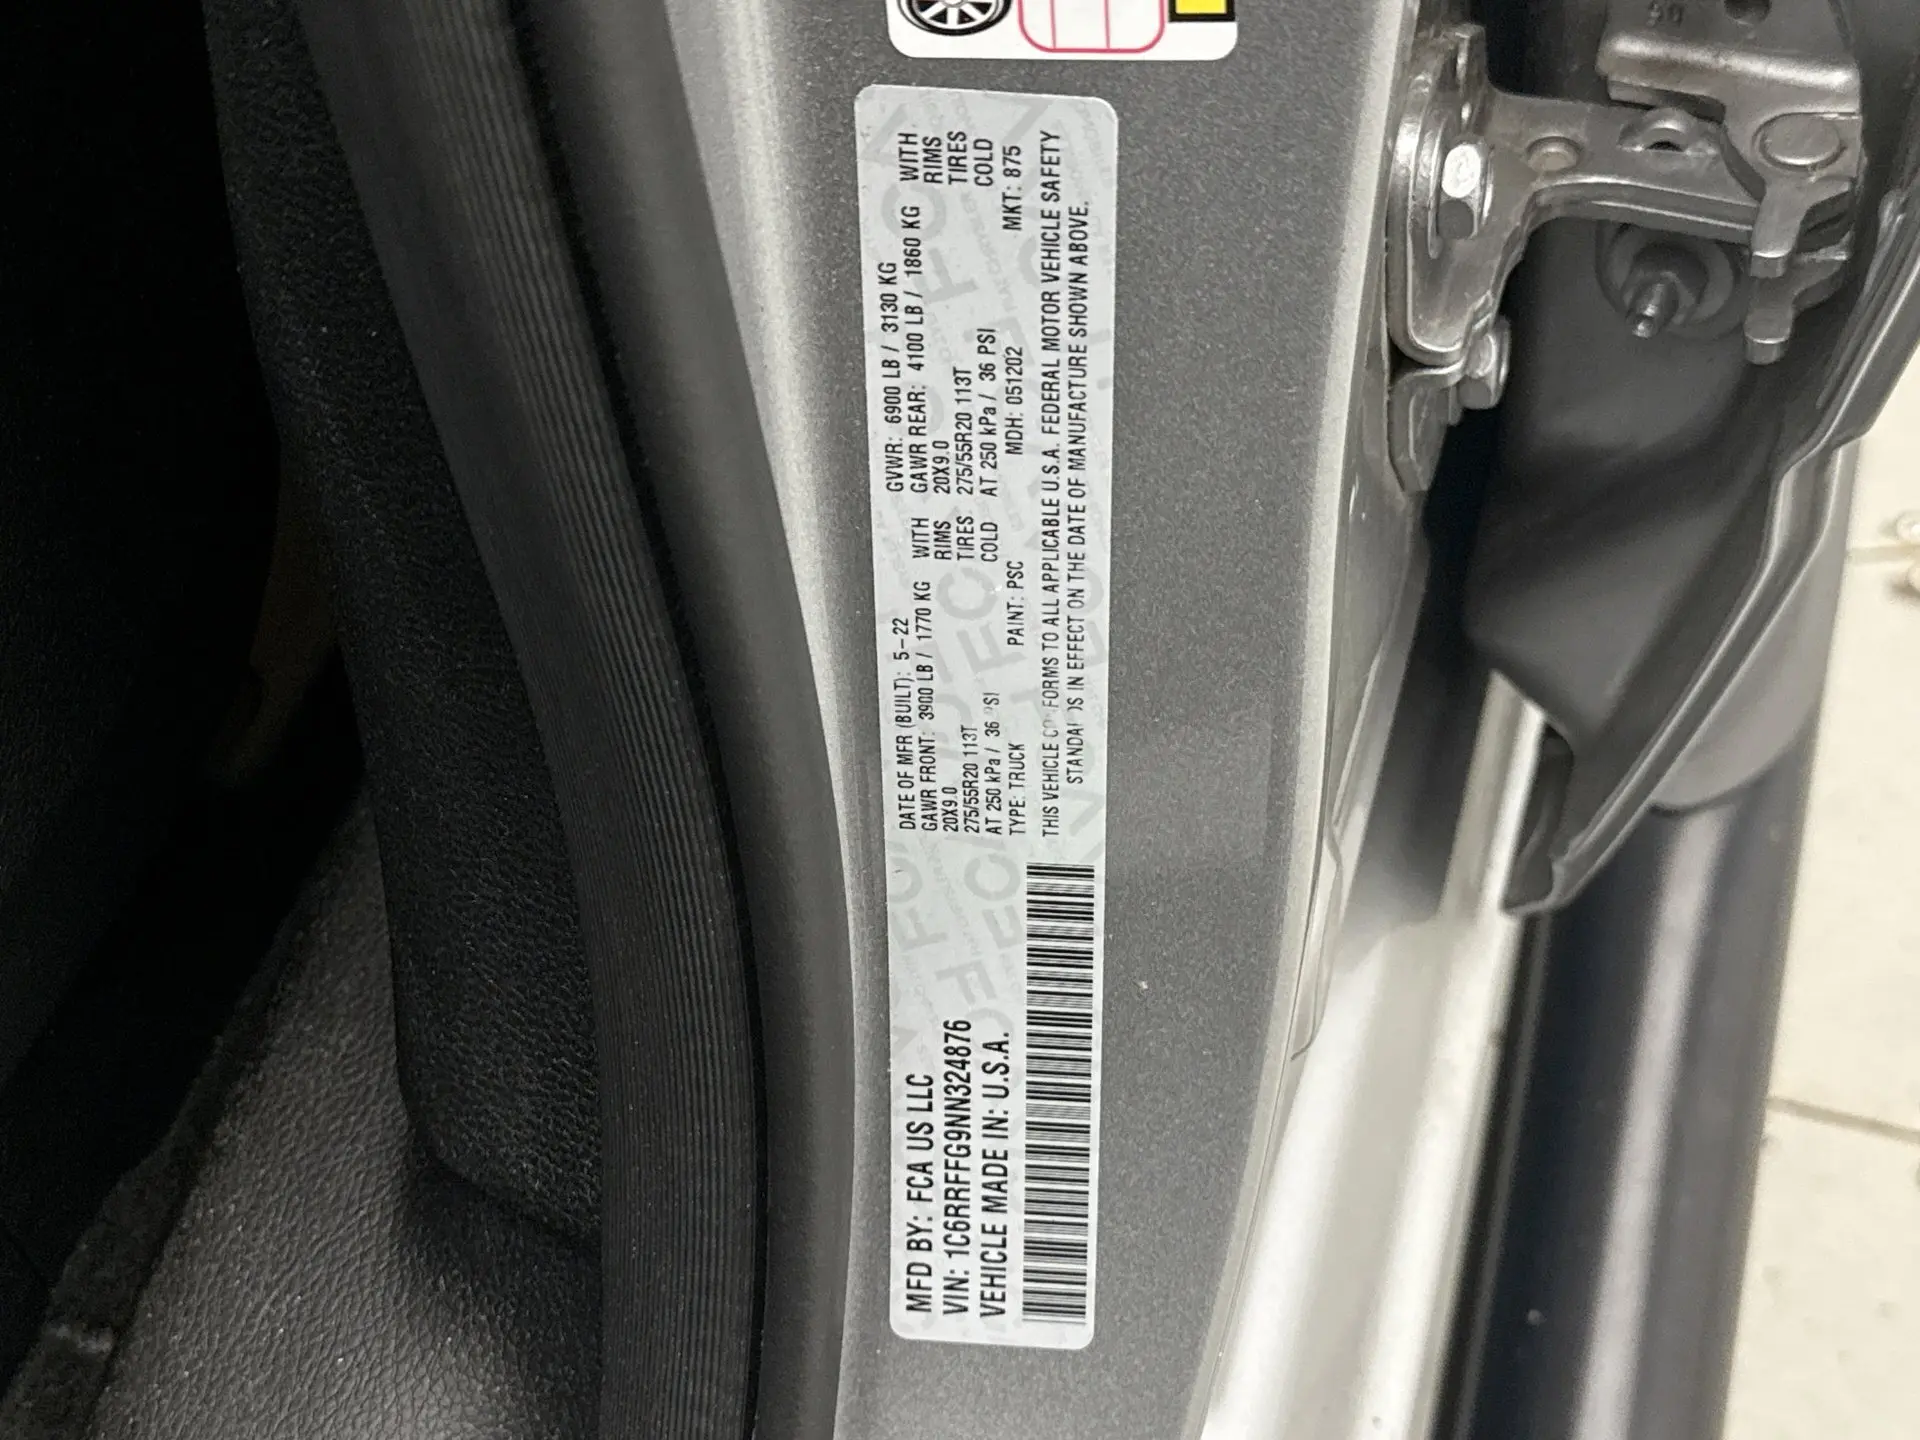 MFD BY: FCA US LLC
VIN: 1C6RRFFG9NN324876
VEHICLE MADE IN: U.S.A.
DATE OF MFR (BUILT): 5-22
GVWR: 6900 LB / 3130 KG
GAWR FRONT: 3900 LB / 1770 KG WITH
GAWR REAR: 4100 LB / 1860 KG WITH
20X9.0 RIMS
20X9.0 RIMS
275/55R20 113T TIRES
275/55R20 113T TIRES
AT 250 kPa / 36 PSI COLD
AT 250 kPa / 36 PSI COLD
TYPE: TRUCK PAINT: PSC MDH: 051202 MKT: 875
THIS VEHICLE CONFORMS TO ALL APPLICABLE U.S.A. FEDERAL MOTOR VEHICLE SAFETY
STANDARDS IN EFFECT ON THE DATE OF MANUFACTURE SHOWN ABOVE.